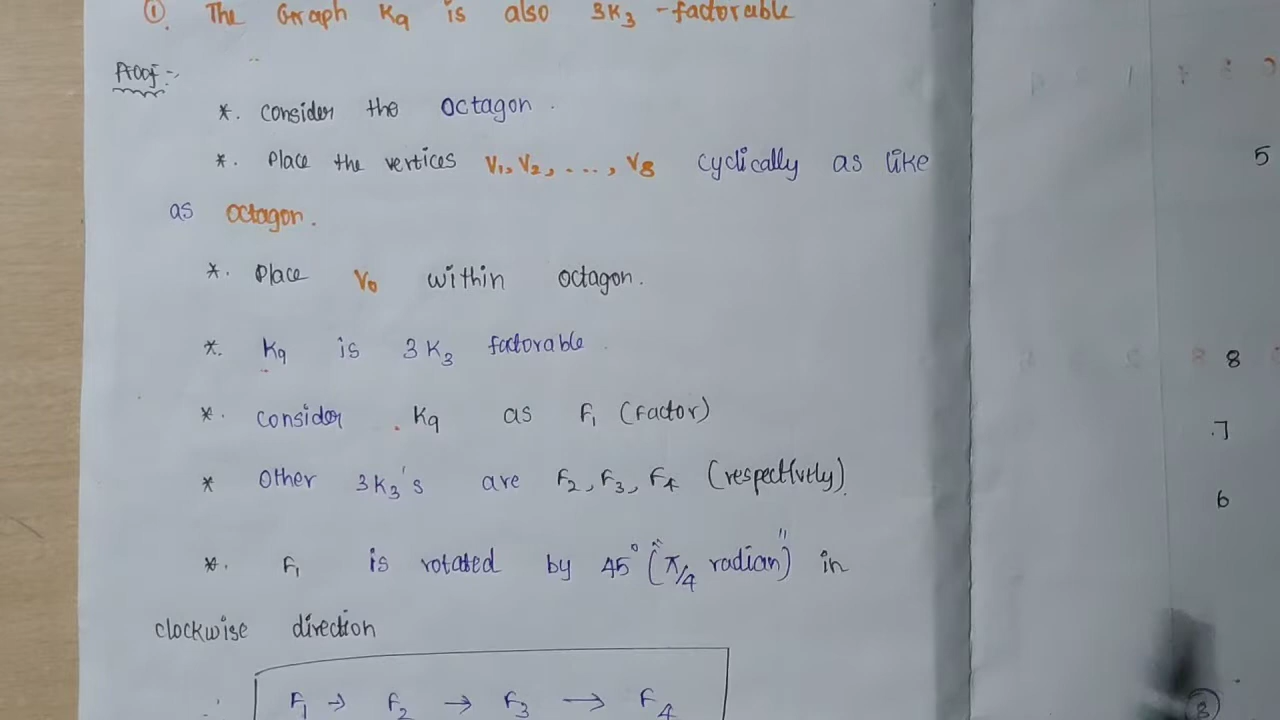 ① The Graph K9 is also 3K3 -factorable
Proof :-
*. Consider the octagon.
*. Place the vertices V1, V2, ..., V8 cyclically as like
as octagon.
*. Place V0 within octagon.
*. K9 is 3K3 factorable.
*. Consider K9 as F1 (Factor)
* Other 3K3's are F2, F3, F4 (respectively).
*. F1 is rotated by 45° ("π/4 radian") in
clockwise direction
∴ F1 → F2 → F3 → F4
5
8
7
6
3